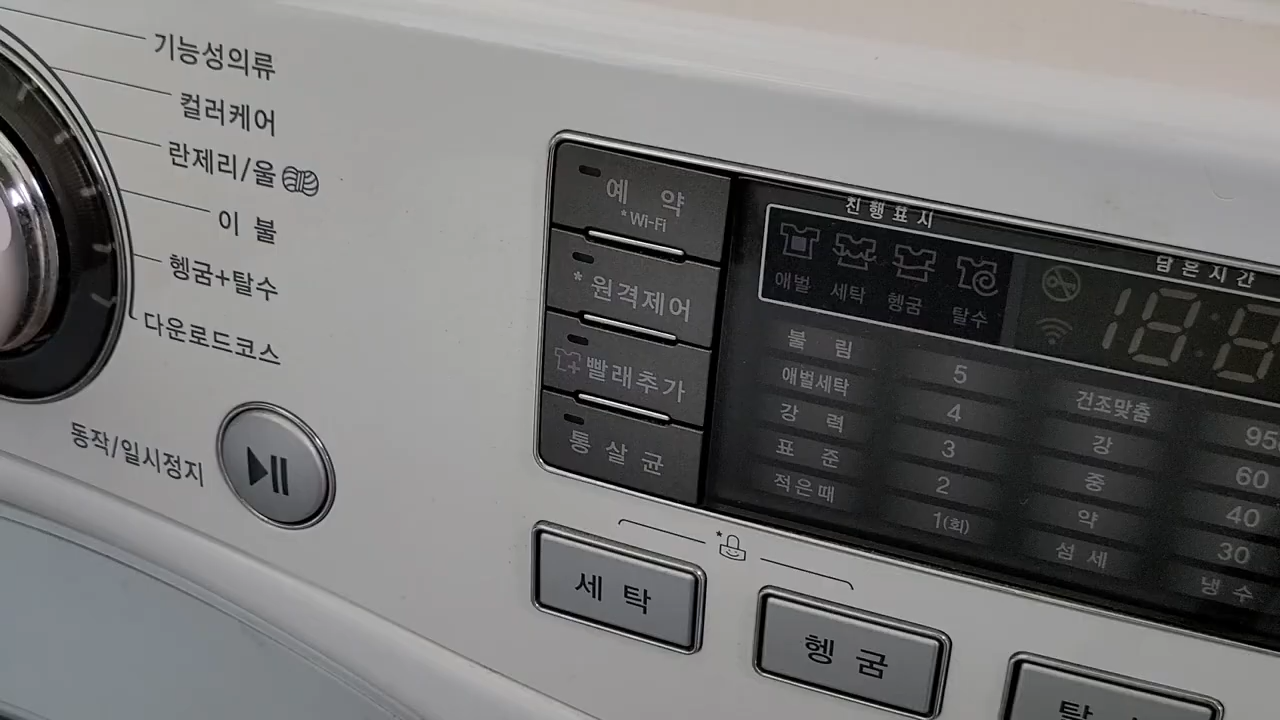 기능성의류
컬러케어
란제리/울
이 불
헹굼+탈수
다운로드코스
동작/일시정지
예 약
*Wi-Fi
* 원격제어
빨래추가
통 살 균
진행표시
애벌 세탁 헹굼 탈수
남은시간
18:8
불 림
애벌세탁
강 력
표 준
적은때
5
4
3
2
1(회)
건조맞춤
강
중
약
섬 세
95
60
40
30
냉 수
세 탁
헹 굼